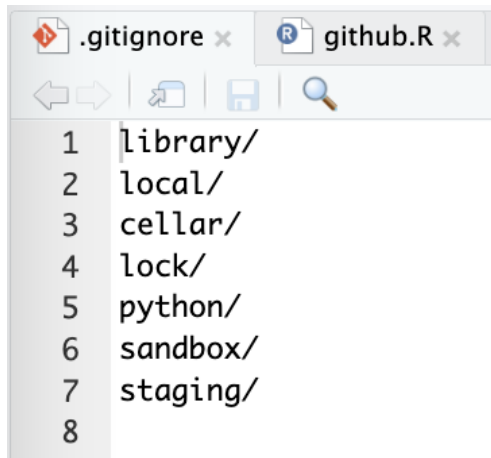 .gitignore × github.R ×
1 library/
2 local/
3 cellar/
4 lock/
5 python/
6 sandbox/
7 staging/
8